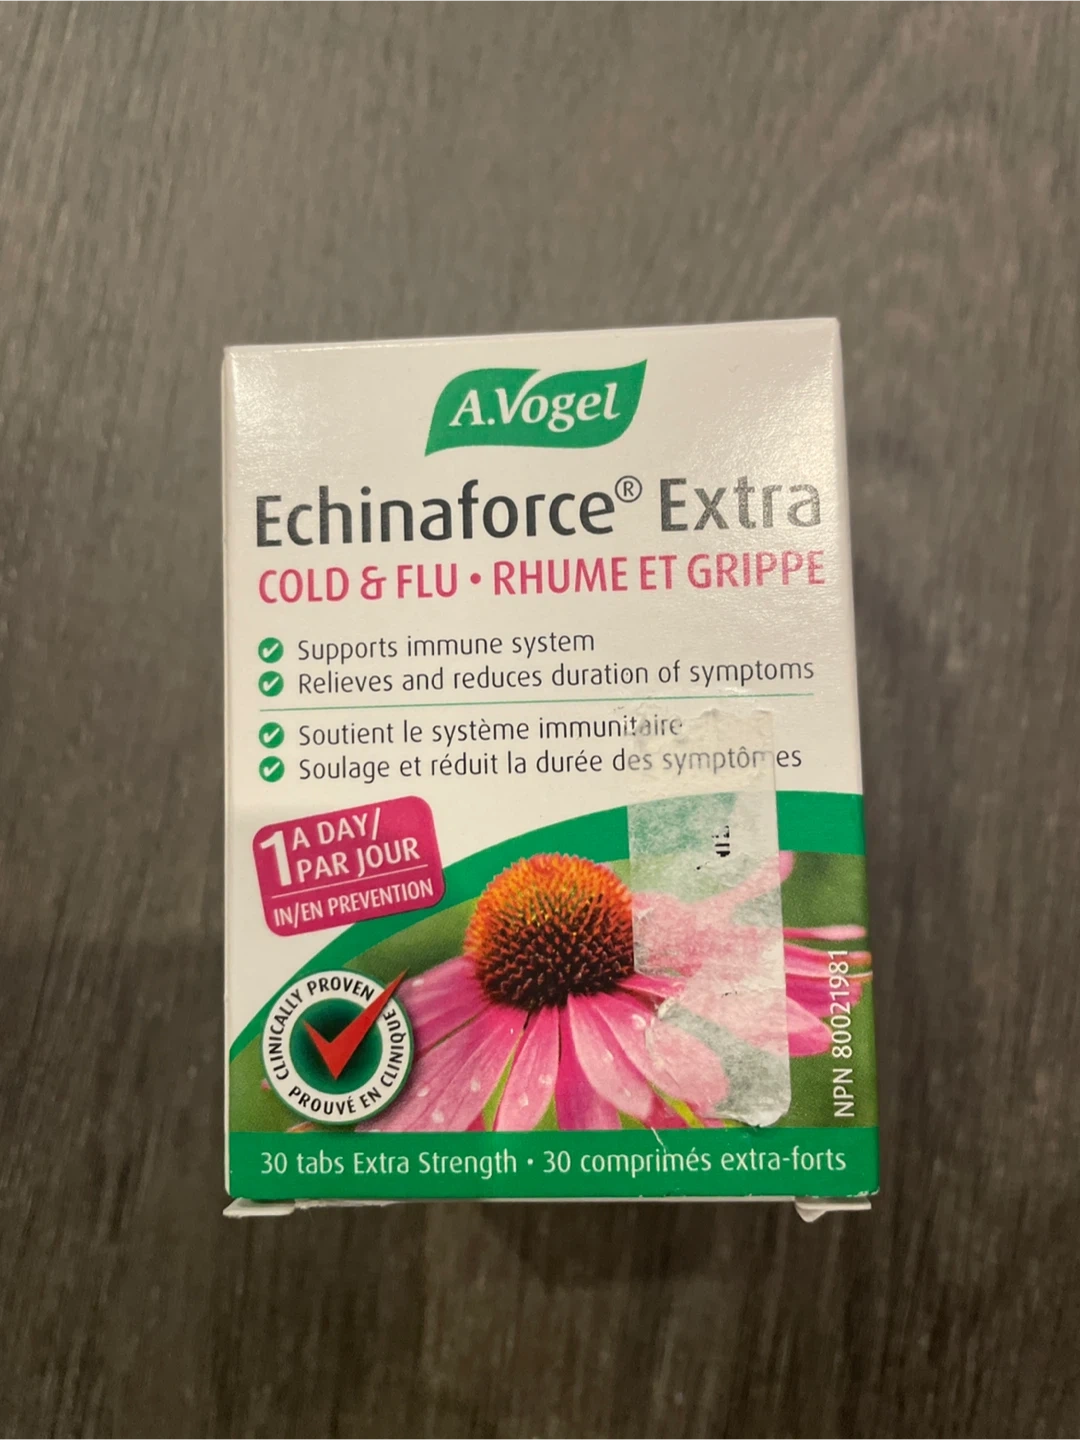 A.Vogel
Echinaforce® Extra
COLD & FLU • RHUME ET GRIPPE
Supports immune system
Relieves and reduces duration of symptoms
Soutient le système immunitaire
Soulage et réduit la durée des symptômes
1 A DAY/
PAR JOUR
IN/EN PREVENTION
CLINICALLY PROVEN
PROUVÉ EN CLINIQUE
NPN 80021981
30 tabs Extra Strength • 30 comprimés extra-forts